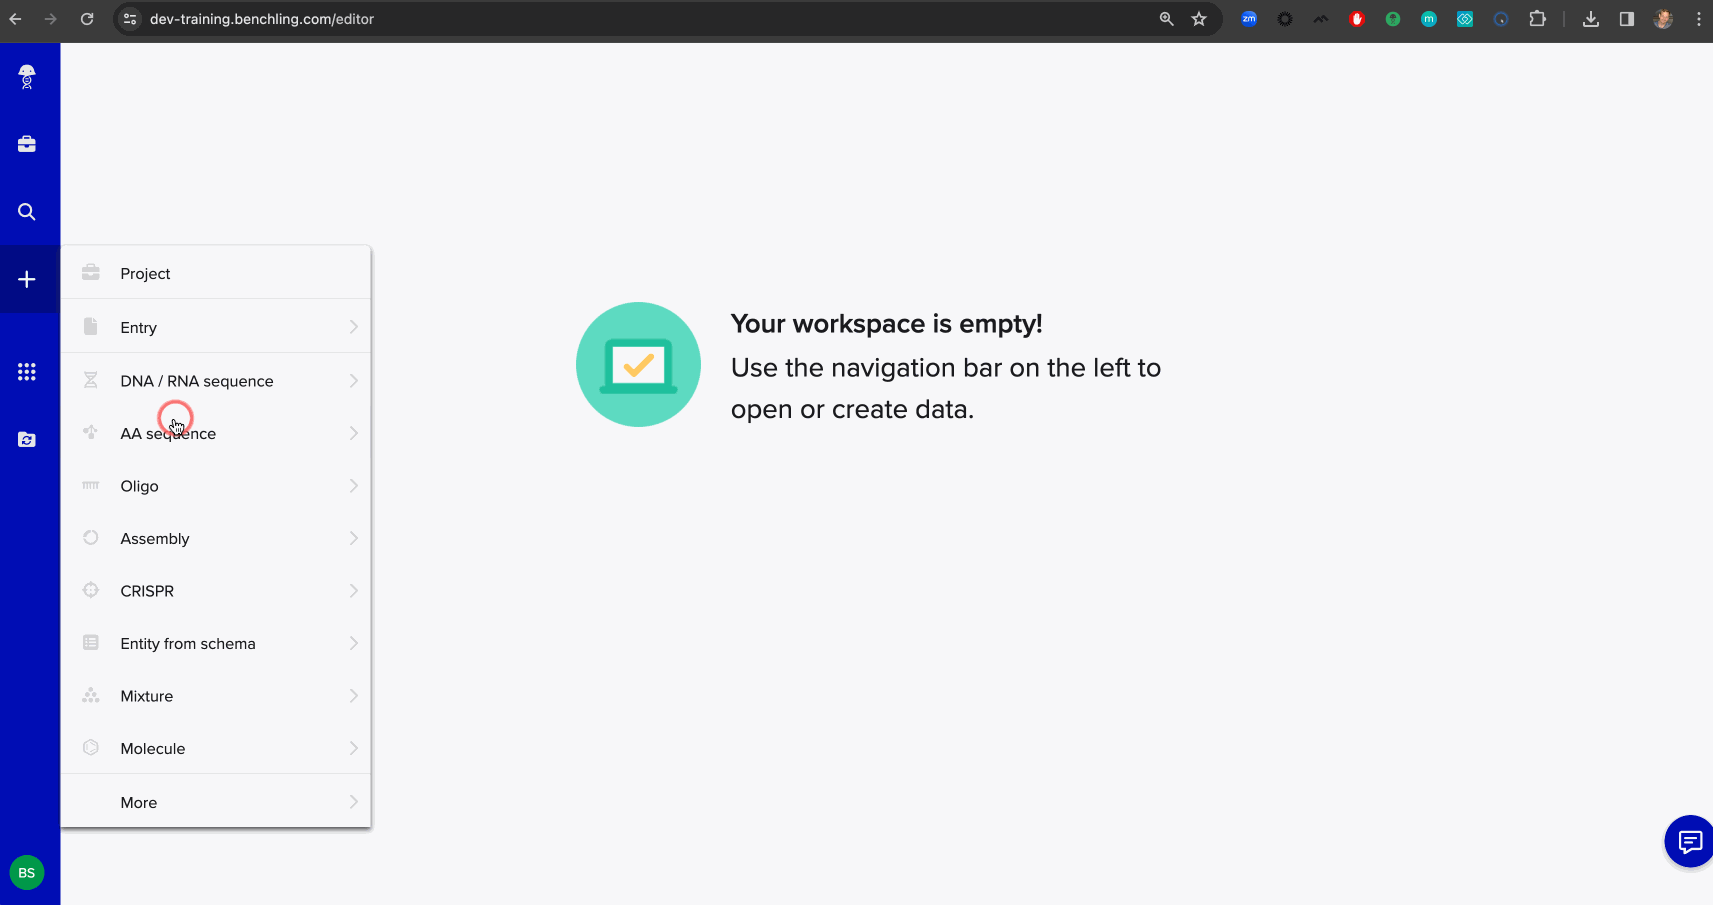 dev-training.benchling.com/editor
zm
m
Project
Entry
DNA / RNA sequence
AA sequence
Oligo
Assembly
CRISPR
Entity from schema
Mixture
Molecule
More
Your workspace is empty!
Use the navigation bar on the left to
open or create data.
BS